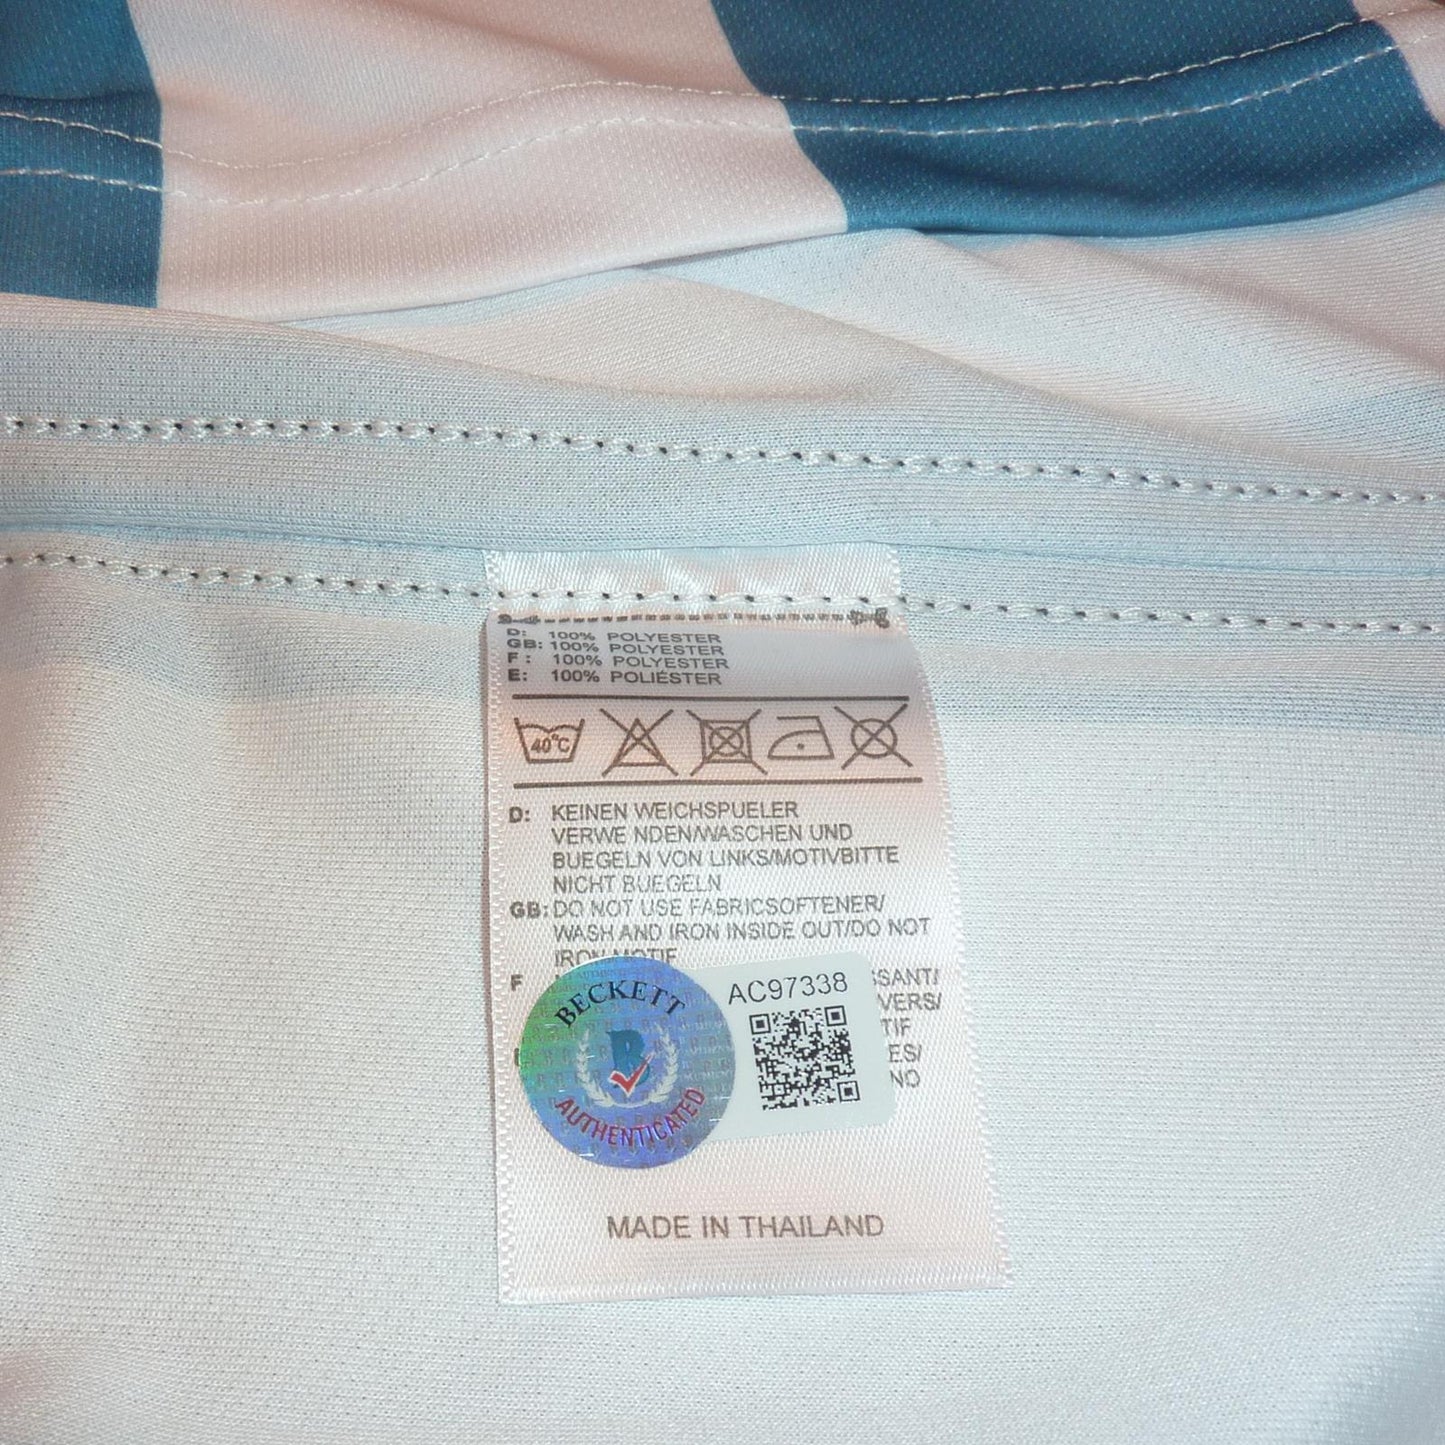 D: 100% POLYESTER
GB: 100% POLYESTER
F: 100% POLYESTER
E: 100% POLIÉSTER
40°C
D: KEINEN WEICHSPUELER
VERWE NDEN/WASCHEN UND
BUEGELN VON LINKS/MOTIV/BITTE
NICHT BUEGELN
GB: DO NOT USE FABRICSOFTENER/
WASH AND IRON INSIDE OUT/DO NOT
IRON MOTIF
F
SSANT/
VERS/
TIF
ES/
NO
BECKETT
B
AUTHENTICATED
AC97338
MADE IN THAILAND